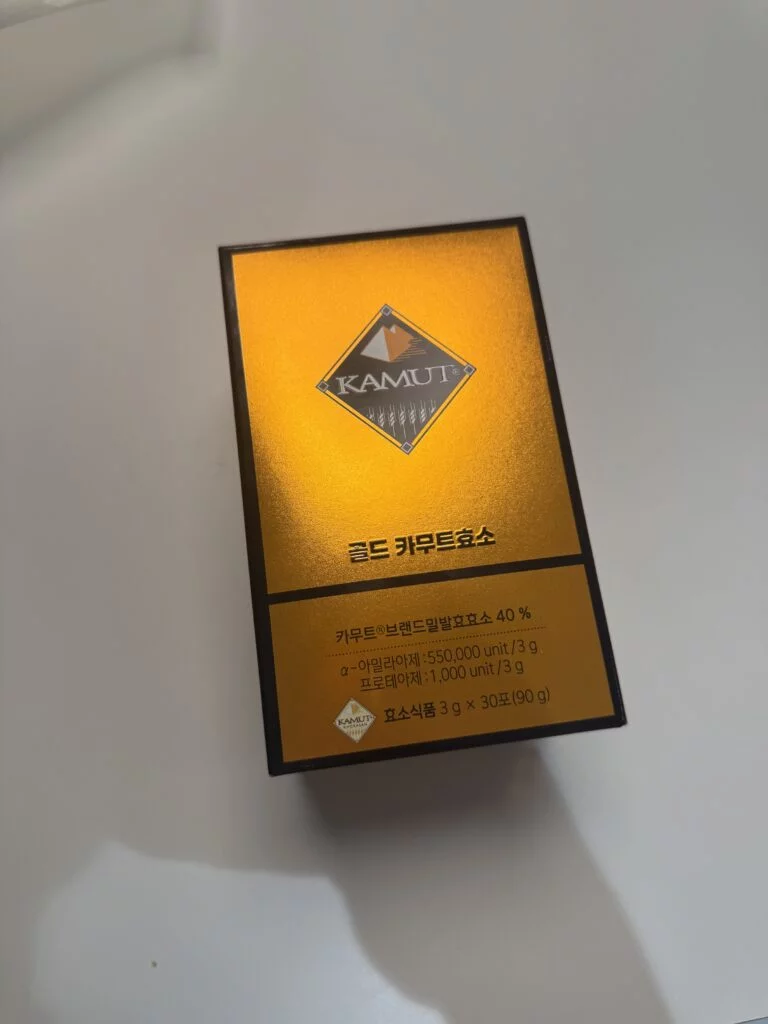 KAMUT®
골드 카무트효소
카무트®브랜드밀발효효소 40 %
α-아밀라아제 : 550,000 unit/3 g
프로테아제 : 1,000 unit/3 g
KAMUT
효소식품 3 g × 30포(90 g)